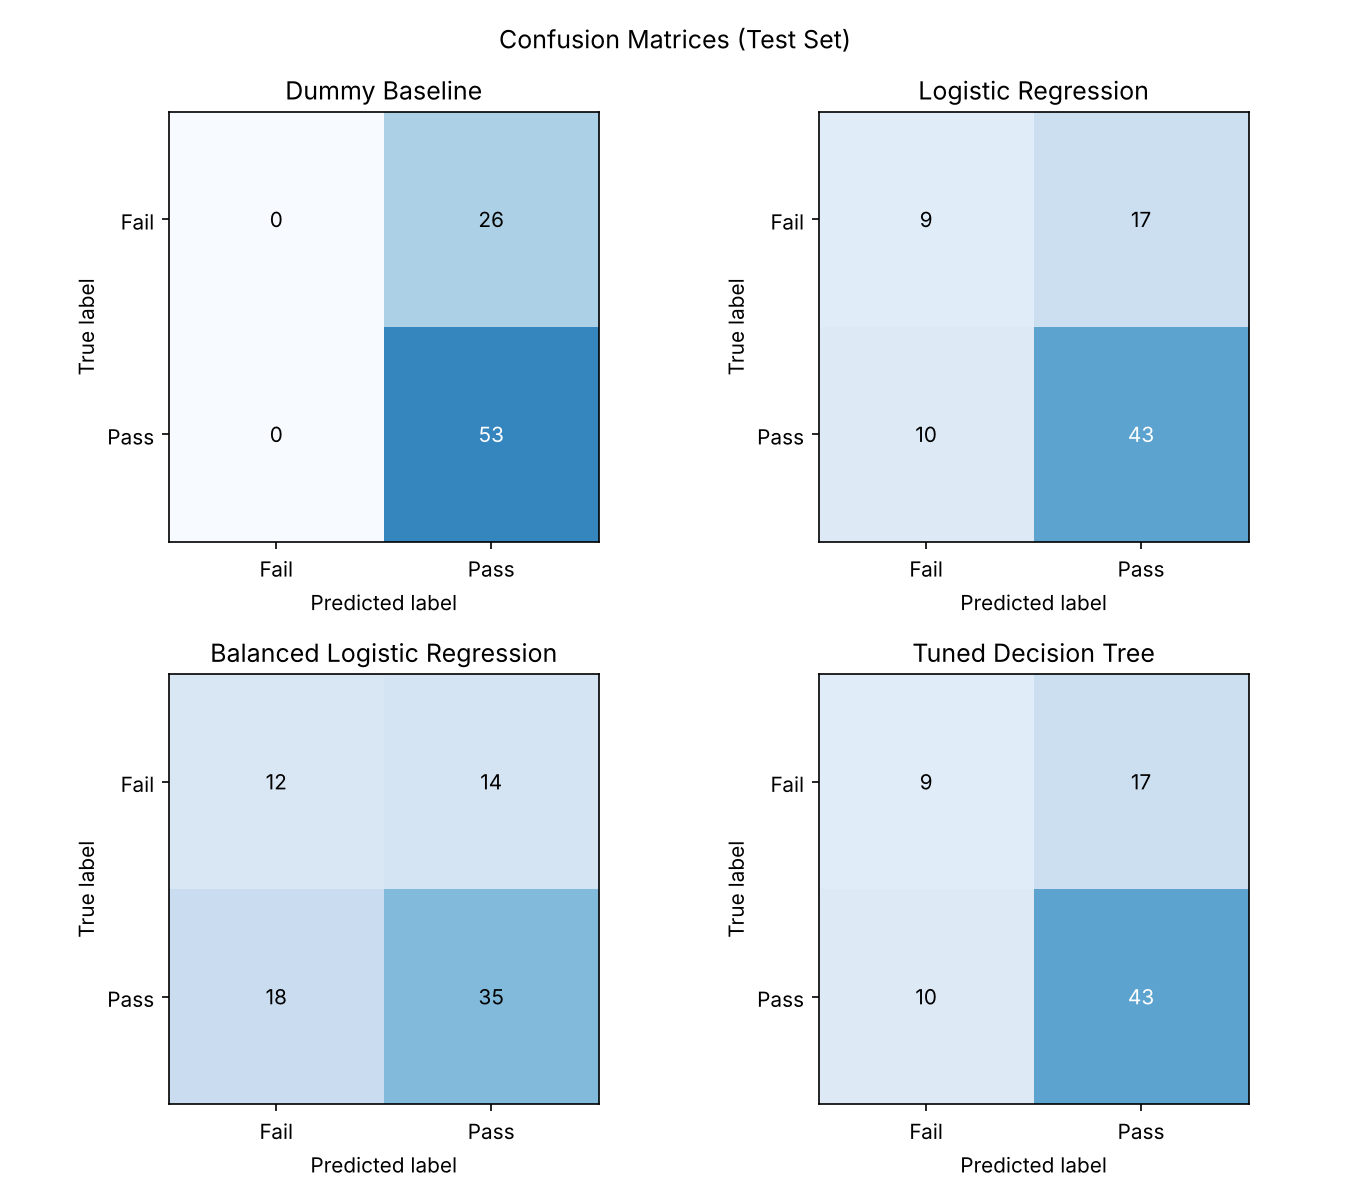 Confusion Matrices (Test Set)
Dummy Baseline
True label
Fail
0
26
Pass
0
53
Fail
Pass
Predicted label
Logistic Regression
True label
Fail
9
17
Pass
10
43
Fail
Pass
Predicted label
Balanced Logistic Regression
True label
Fail
12
14
Pass
18
35
Fail
Pass
Predicted label
Tuned Decision Tree
True label
Fail
9
17
Pass
10
43
Fail
Pass
Predicted label